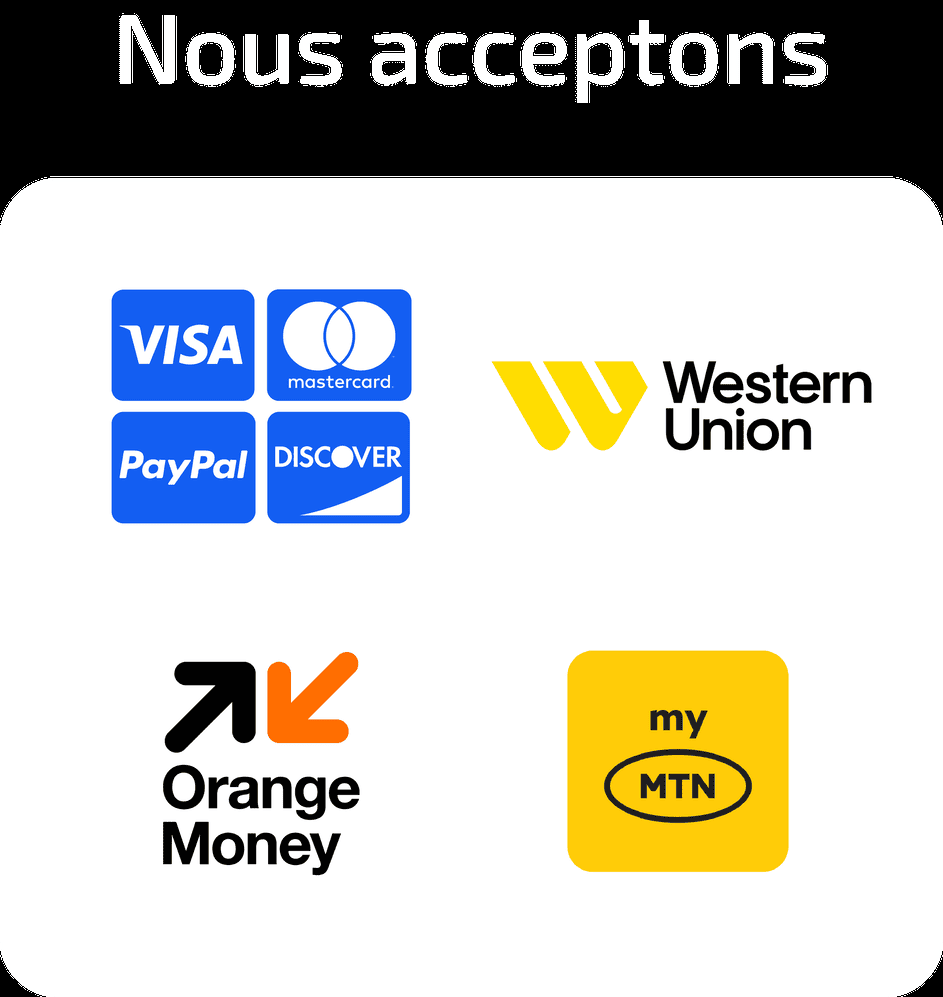 Nous acceptons
VISA
mastercard
PayPal
DISCOVER
Western
Union
Orange
Money
my
MTN